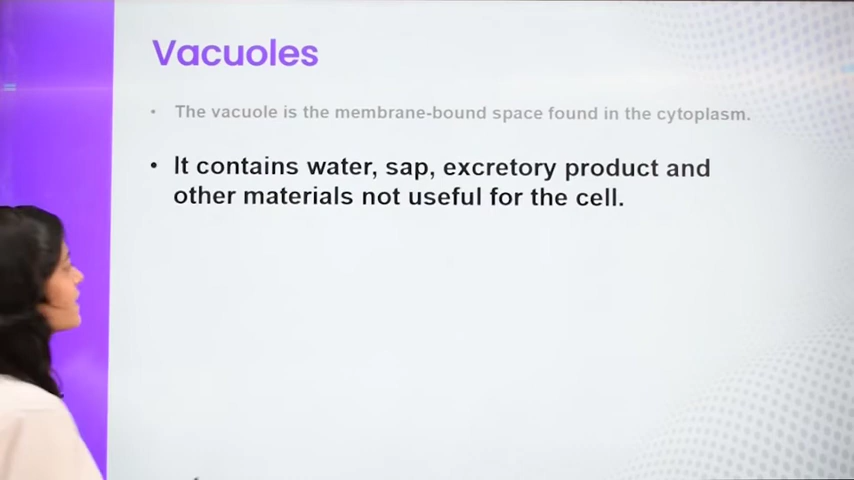 Vacuoles
• The vacuole is the membrane-bound space found in the cytoplasm.
• It contains water, sap, excretory product and
other materials not useful for the cell.